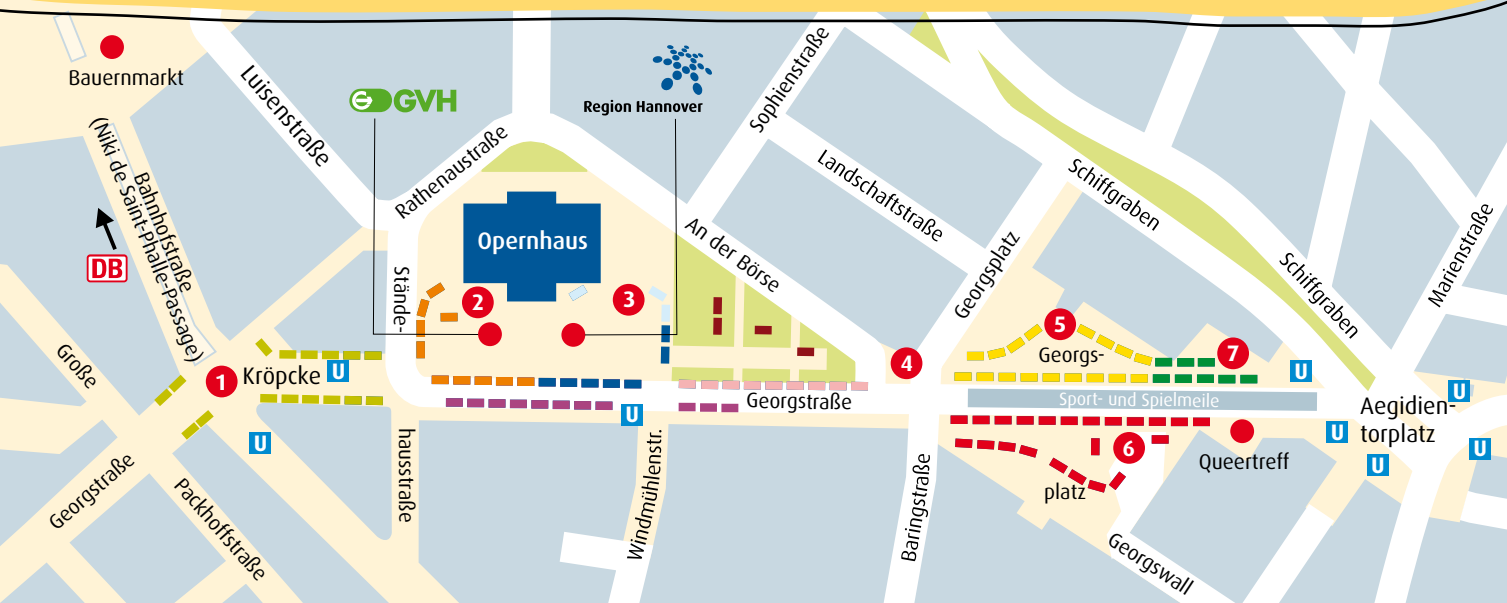 Bauernmarkt
Luisenstraße
GVH
Region Hannover
Sophienstraße
Rathenaustraße
Landschaftstraße
Schiffgraben
Bahnhofstraße
(Niki de-Saint-Phalle-Passage)
DB
Opernhaus
An der Börse
Georgsplatz
Schiffgraben
Marienstraße
Stände-
2
3
4
5
Georgs-
7
U
Große
1
Kröpcke
U
U
Georgstraße
U
Sport- und Spielmeile
Aegidien-
torplatz
U
U
U
U
6
Queertreff
platz
hausstraße
Windmühlenstr.
Baringstraße
Georgswall
Georgstraße
Packhoffstraße